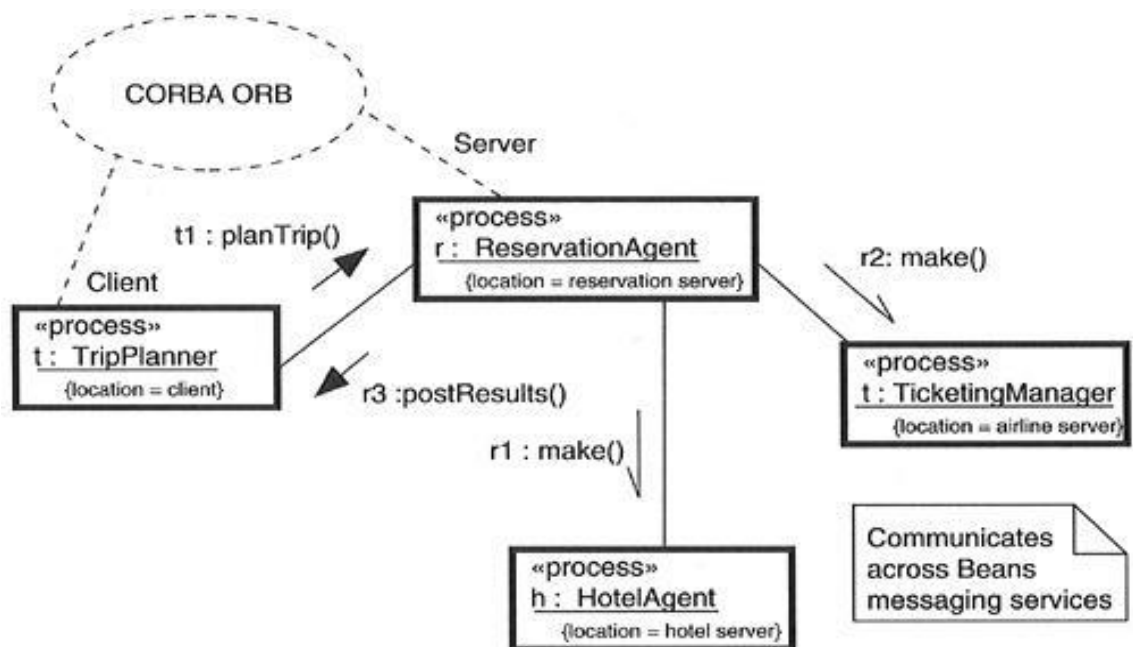 CORBA ORB
Server
«process»
r : ReservationAgent
{location = reservation server}
t1 : planTrip()
r2: make()
Client
«process»
t : TripPlanner
{location = client}
«process»
t : TicketingManager
{location = airline server}
r3 :postResults()
r1 : make()
Communicates
across Beans
messaging services
«process»
h : HotelAgent
{location = hotel server}